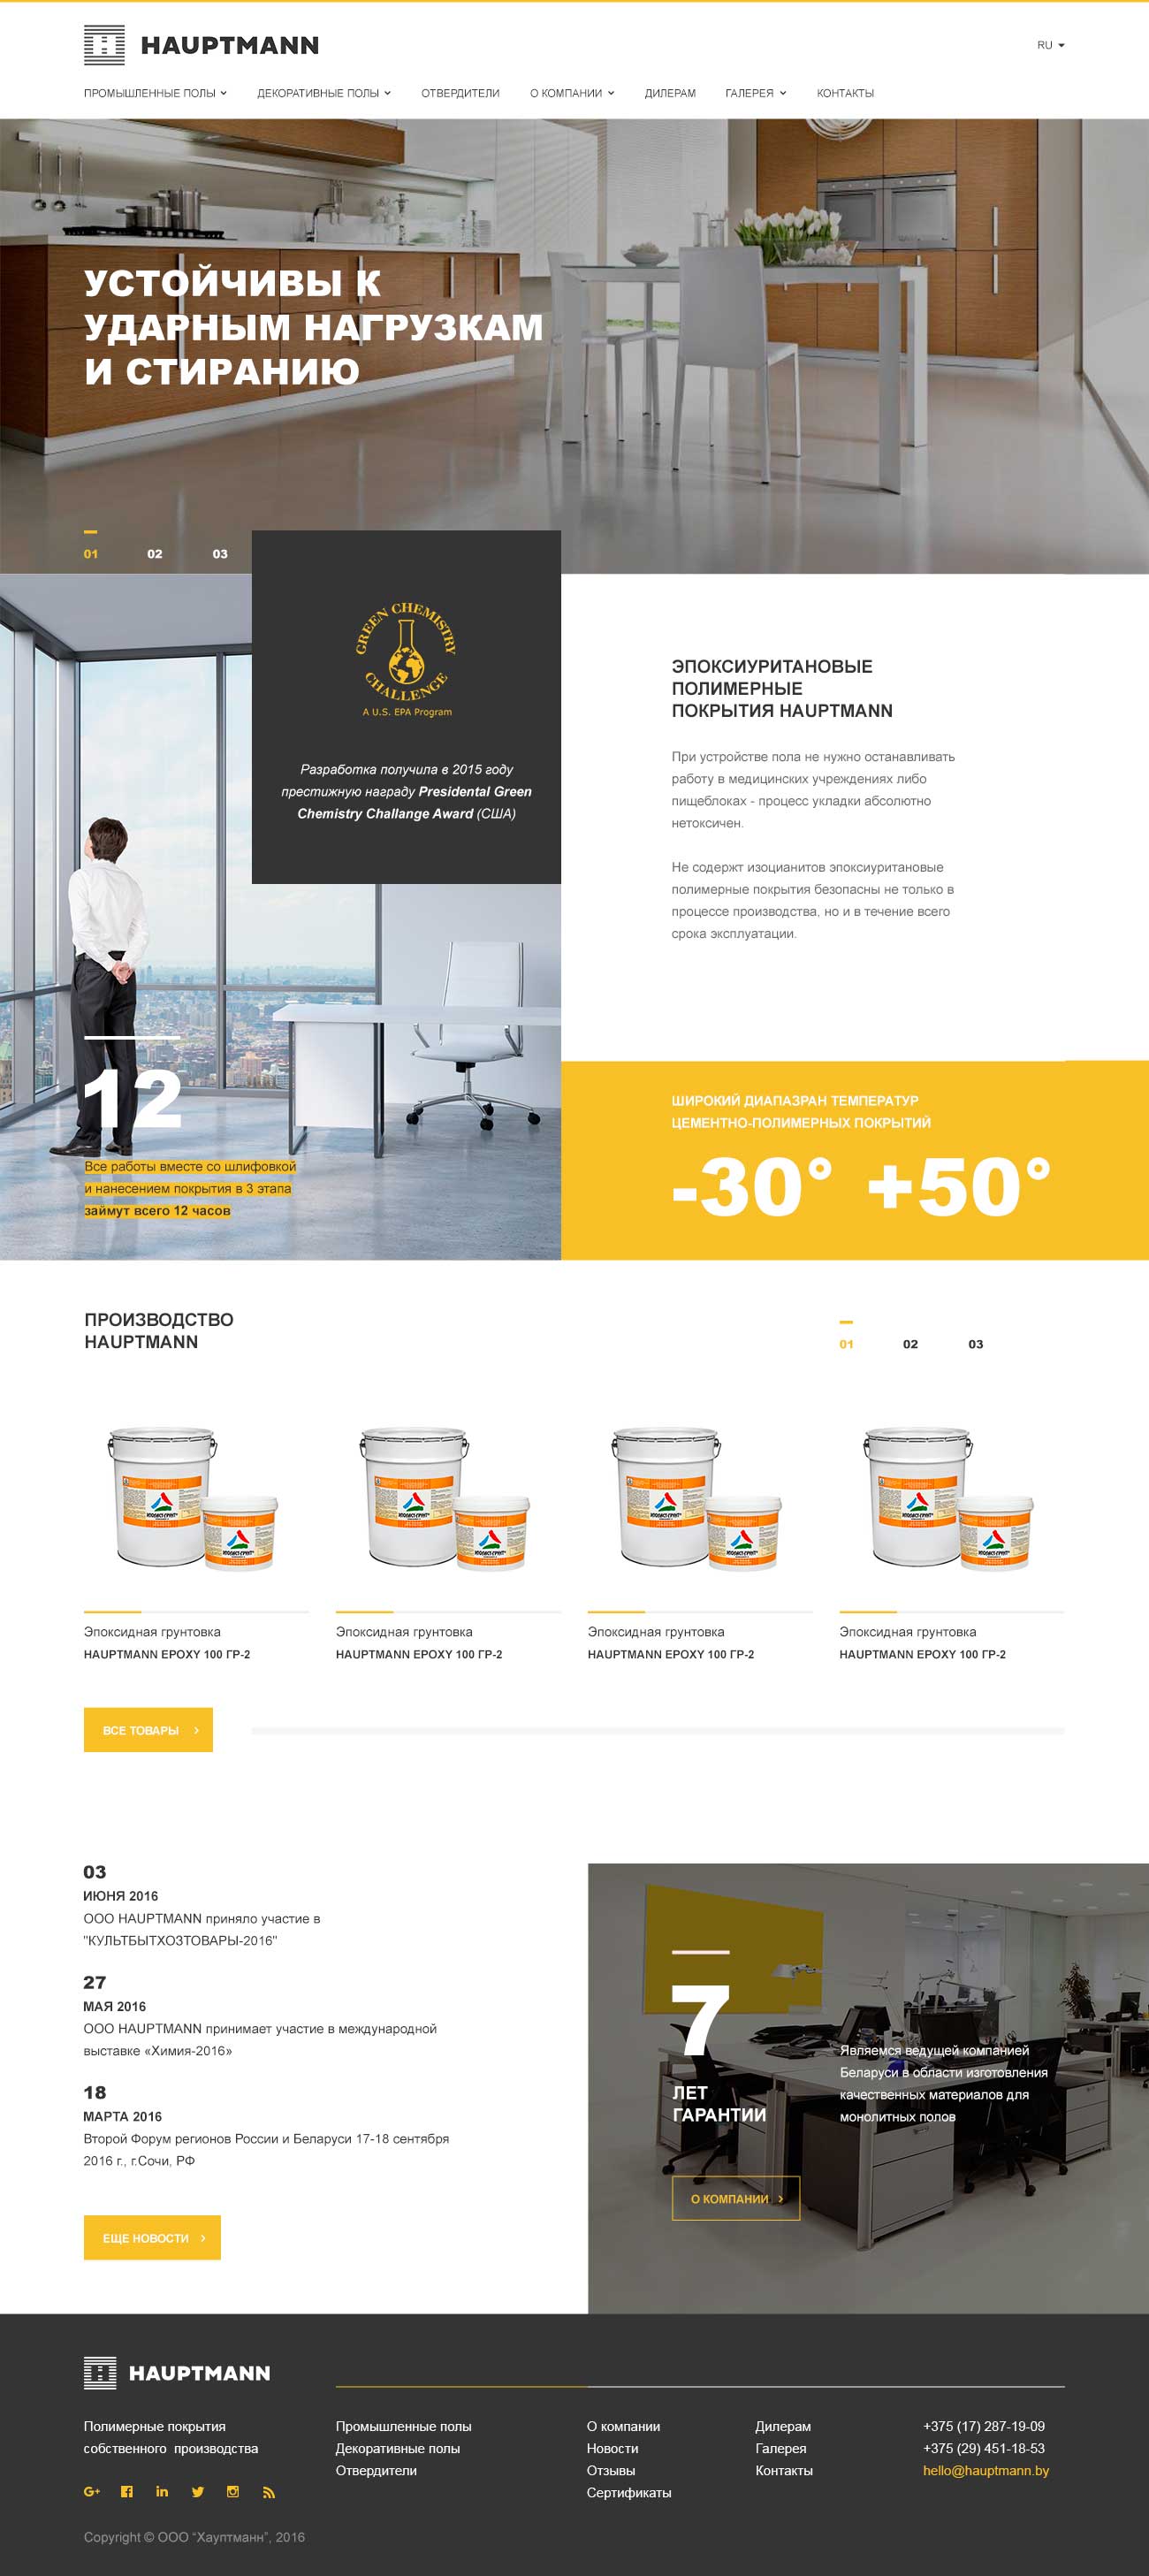 HAUPTMANN
RU
ПРОМЫШЛЕННЫЕ ПОЛЫ
ДЕКОРАТИВНЫЕ ПОЛЫ
ОТВЕРДИТЕЛИ
О КОМПАНИИ
ДИЛЕРАМ
ГАЛЕРЕЯ
КОНТАКТЫ
УСТОЙЧИВЫ К
УДАРНЫМ НАГРУЗКАМ
И СТИРАНИЮ
01 02 03
GREEN CHEMISTRY
CHALLENGE
A U.S. EPA Program
Разработка получила в 2015 году
престижную награду Presidental Green
Chemistry Challange Award (США)
ЭПОКСИУРИТАНОВЫЕ
ПОЛИМЕРНЫЕ
ПОКРЫТИЯ HAUPTMANN
При устройстве пола не нужно останавливать
работу в медицинских учреждениях либо
пищеблоках - процесс укладки абсолютно
нетоксичен.
Не содержт изоцианитов эпоксиуритановые
полимерные покрытия безопасны не только в
процессе производства, но и в течение всего
срока эксплуатации.
12
Все работы вместе со шлифовкой
и нанесением покрытия в 3 этапа
займут всего 12 часов
ШИРОКИЙ ДИАПАЗРАН ТЕМПЕРАТУР
ЦЕМЕНТНО-ПОЛИМЕРНЫХ ПОКРЫТИЙ
-30° +50°
ПРОИЗВОДСТВО
HAUPTMANN
01 02 03
Эпоксидная грунтовка
HAUPTMANN EPOXY 100 ГР-2
Эпоксидная грунтовка
HAUPTMANN EPOXY 100 ГР-2
Эпоксидная грунтовка
HAUPTMANN EPOXY 100 ГР-2
Эпоксидная грунтовка
HAUPTMANN EPOXY 100 ГР-2
ВСЕ ТОВАРЫ
03
ИЮНЯ 2016
ООО HAUPTMANN приняло участие в
"КУЛЬТБЫТХОЗТОВАРЫ-2016"
27
МАЯ 2016
ООО HAUPTMANN принимает участие в международной
выставке «Химия-2016»
18
МАРТА 2016
Второй Форум регионов России и Беларуси 17-18 сентября
2016 г., г.Сочи, РФ
ЕЩЕ НОВОСТИ
7
ЛЕТ
ГАРАНТИИ
Являемся ведущей компанией
Беларуси в области изготовления
качественных материалов для
монолитных полов
О КОМПАНИИ
HAUPTMANN
Полимерные покрытия
собственного производства
Промышленные полы
Декоративные полы
Отвердители
О компании
Новости
Отзывы
Сертификаты
Дилерам
Галерея
Контакты
+375 (17) 287-19-09
+375 (29) 451-18-53
hello@hauptmann.by
Copyright © ООО “Хауптманн”, 2016